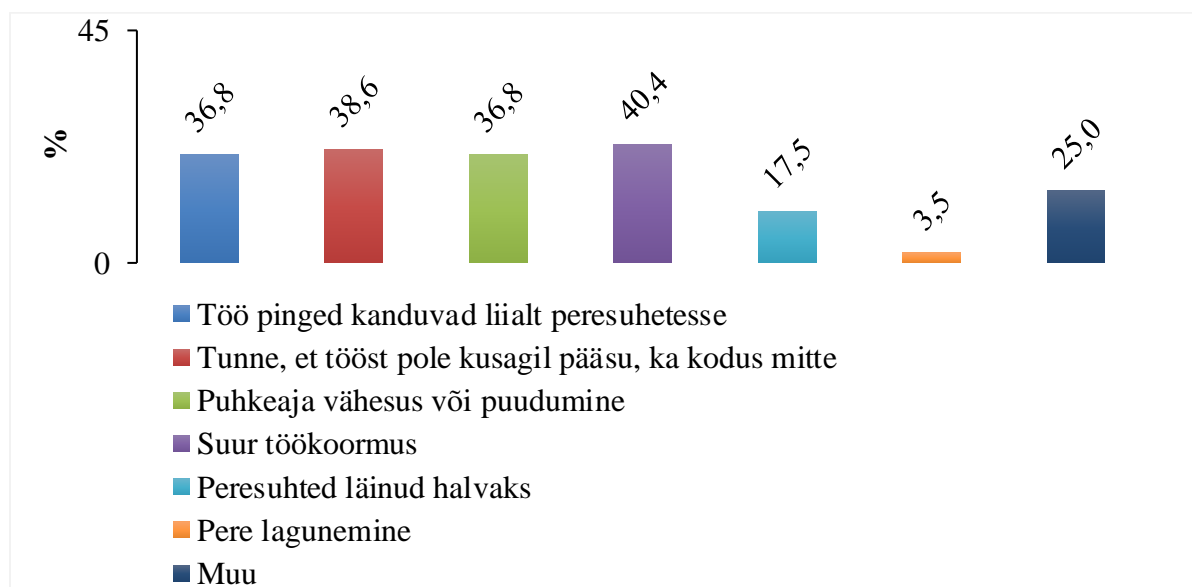 45
36,8
38,6
36,8
40,4
17,5
3,5
25,0
%
0
Töö pinged kanduvad liialt peresuhetesse
Tunne, et tööst pole kusagil pääsu, ka kodus mitte
Puhkeaja vähesus või puudumine
Suur töökoormus
Peresuhted läinud halvaks
Pere lagunemine
Muu